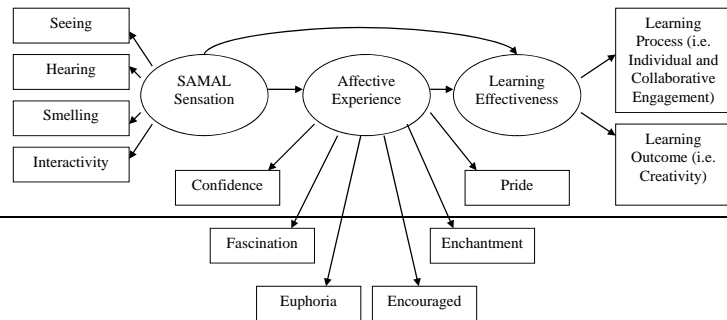 Seeing
Hearing
Smelling
Interactivity
SAMAL
Sensation
Affective
Experience
Learning
Effectiveness
Learning
Process (i.e.
Individual and
Collaborative
Engagement)
Learning
Outcome (i.e.
Creativity)
Confidence
Pride
Fascination
Enchantment
Euphoria
Encouraged